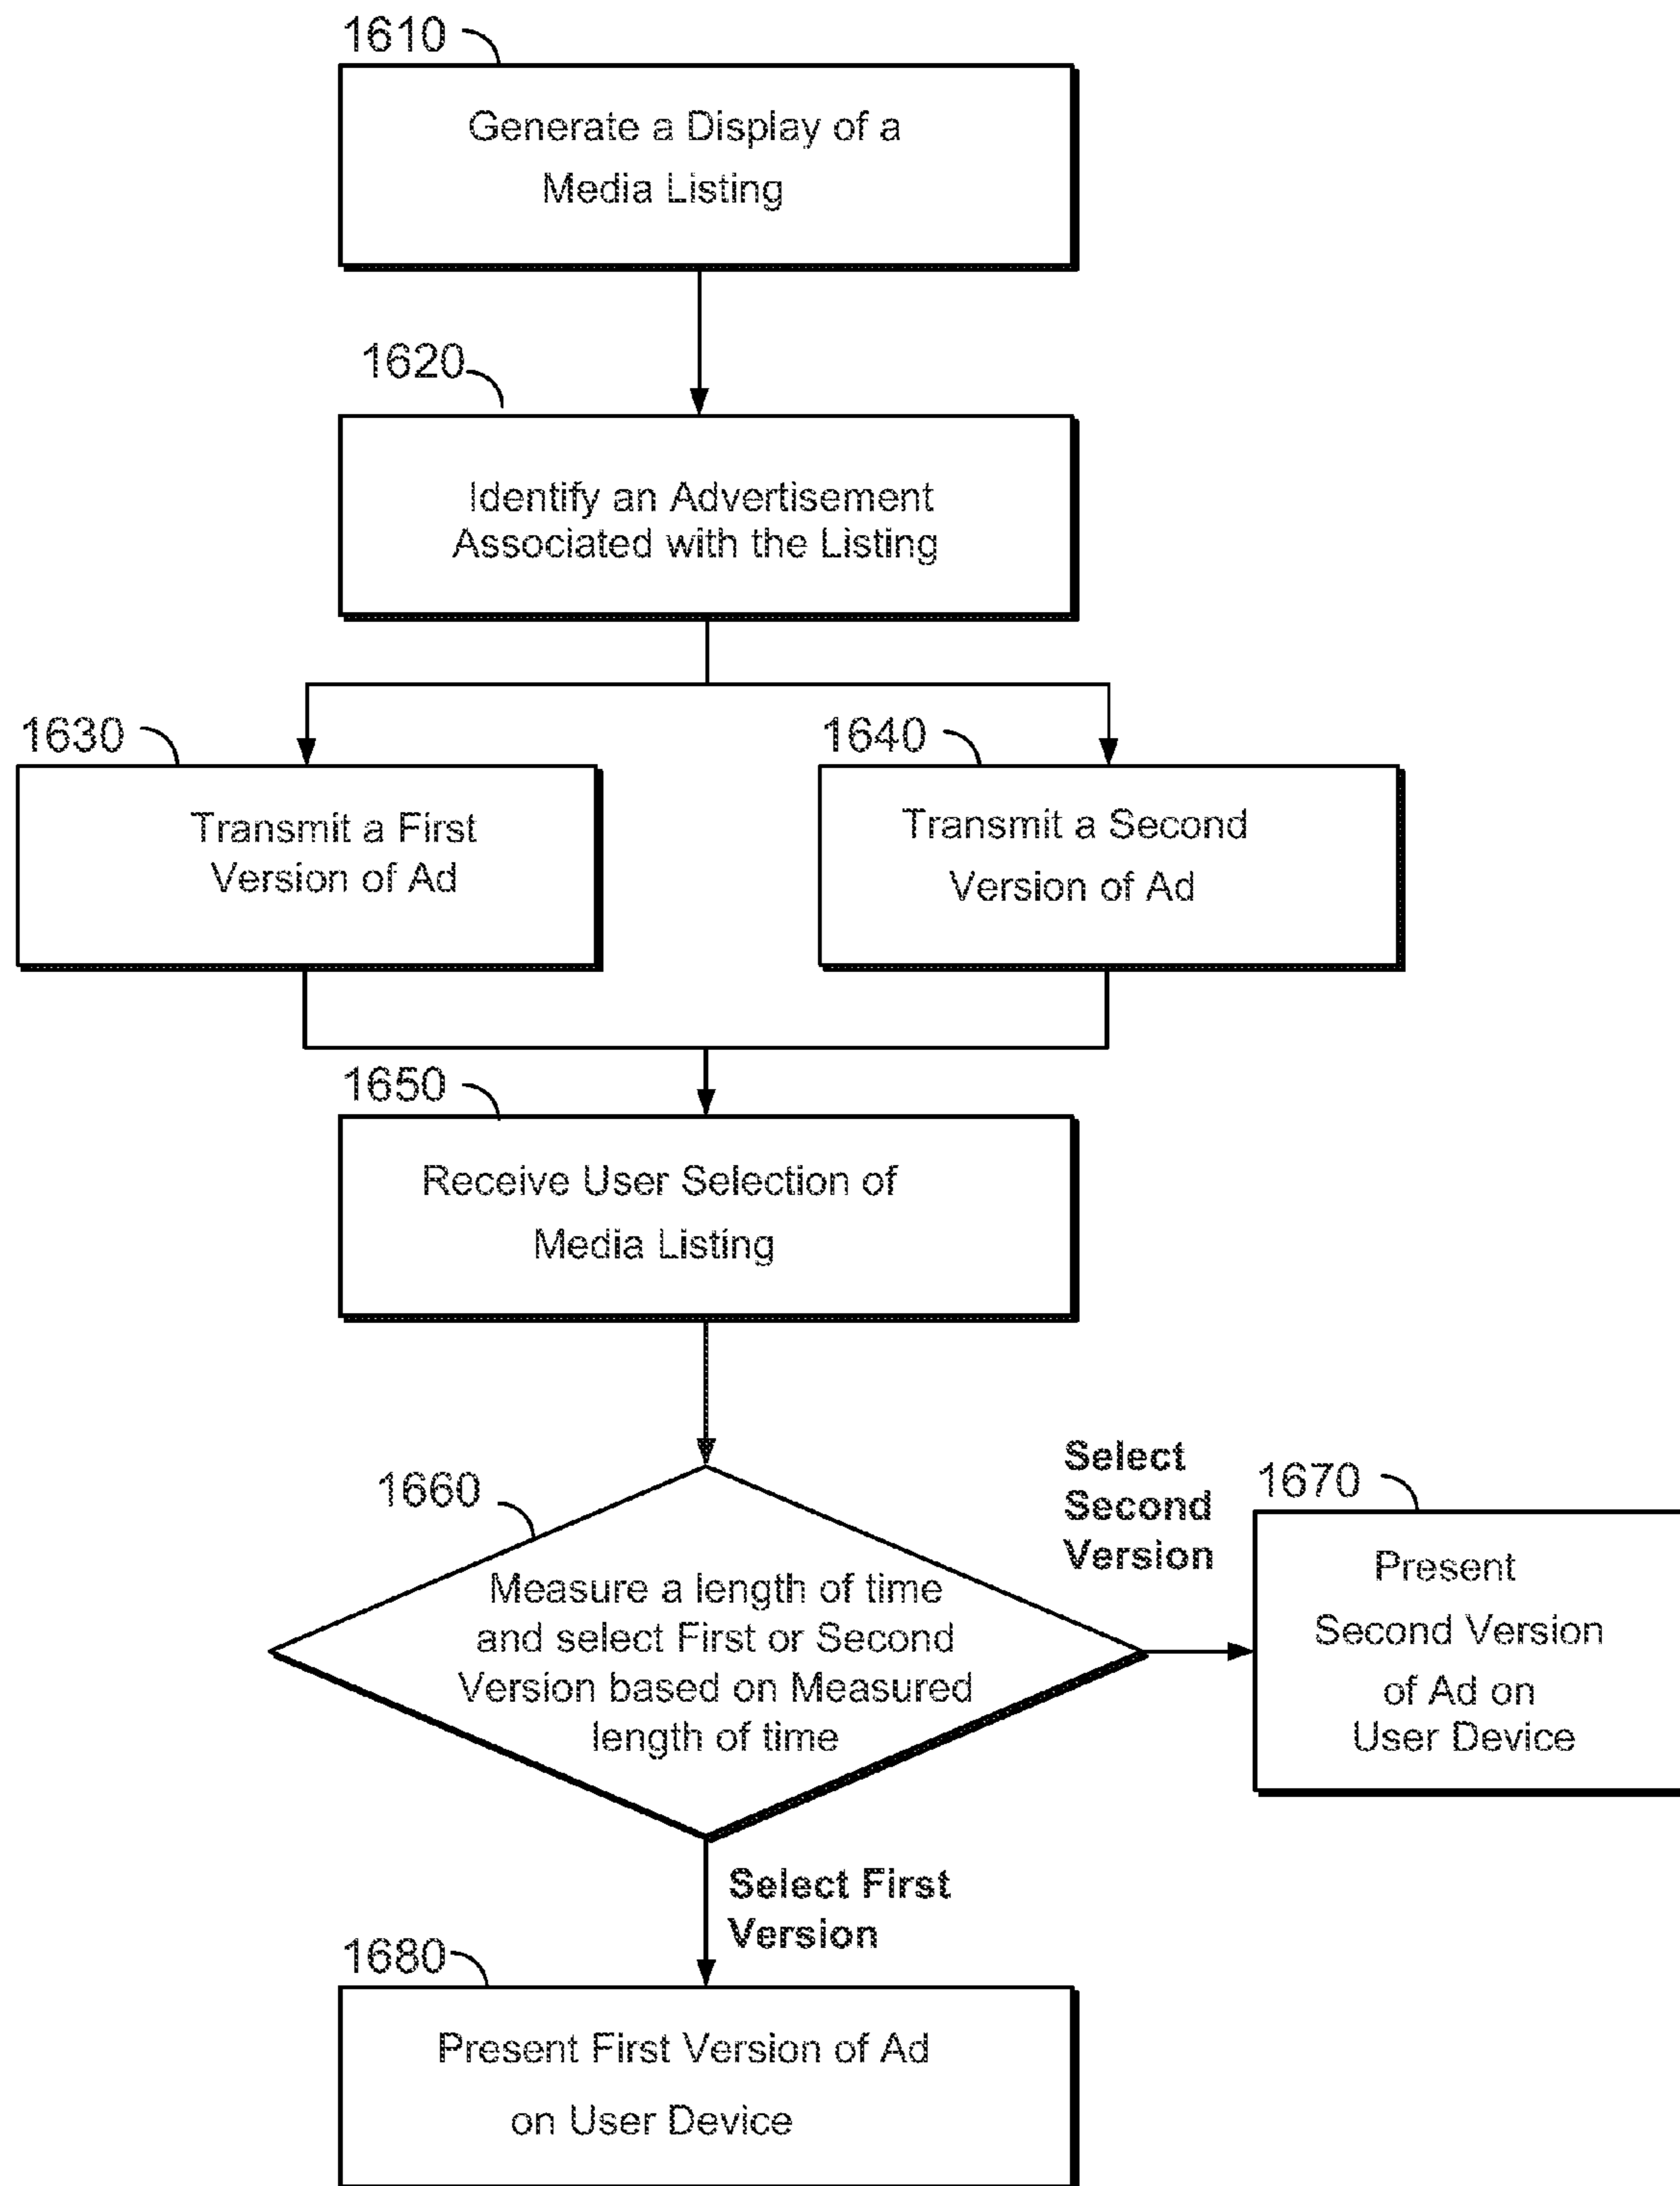 1610
Generate a Display of a
Media Listing
1620
Identify an Advertisement
Associated with the Listing
1630
Transmit a First
Version of Ad
1640
Transmit a Second
Version of Ad
1650
Receive User Selection of
Media Listing
1660
Measure a length of time
and select First or Second
Version based on Measured
length of time
Select
Second
Version
1670
Present
Second Version
of Ad on
User Device
Select First
Version
1680
Present First Version of Ad
on User Device